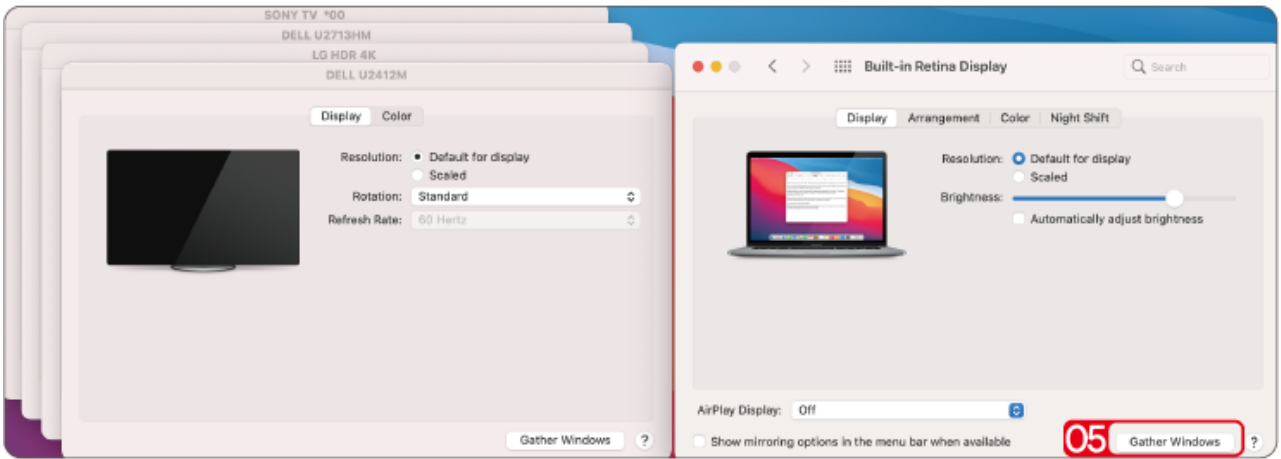 SONY TV *00
DELL U2713HM
LG HDR 4K
DELL U2412M
Display Color
Resolution: Default for display
Scaled
Rotation: Standard
Refresh Rate: 60 Hertz
Gather Windows ?
Built-in Retina Display
Search
Display Arrangement Color Night Shift
Resolution: Default for display
Scaled
Brightness:
Automatically adjust brightness
AirPlay Display: Off
Show mirroring options in the menu bar when available
05 Gather Windows ?